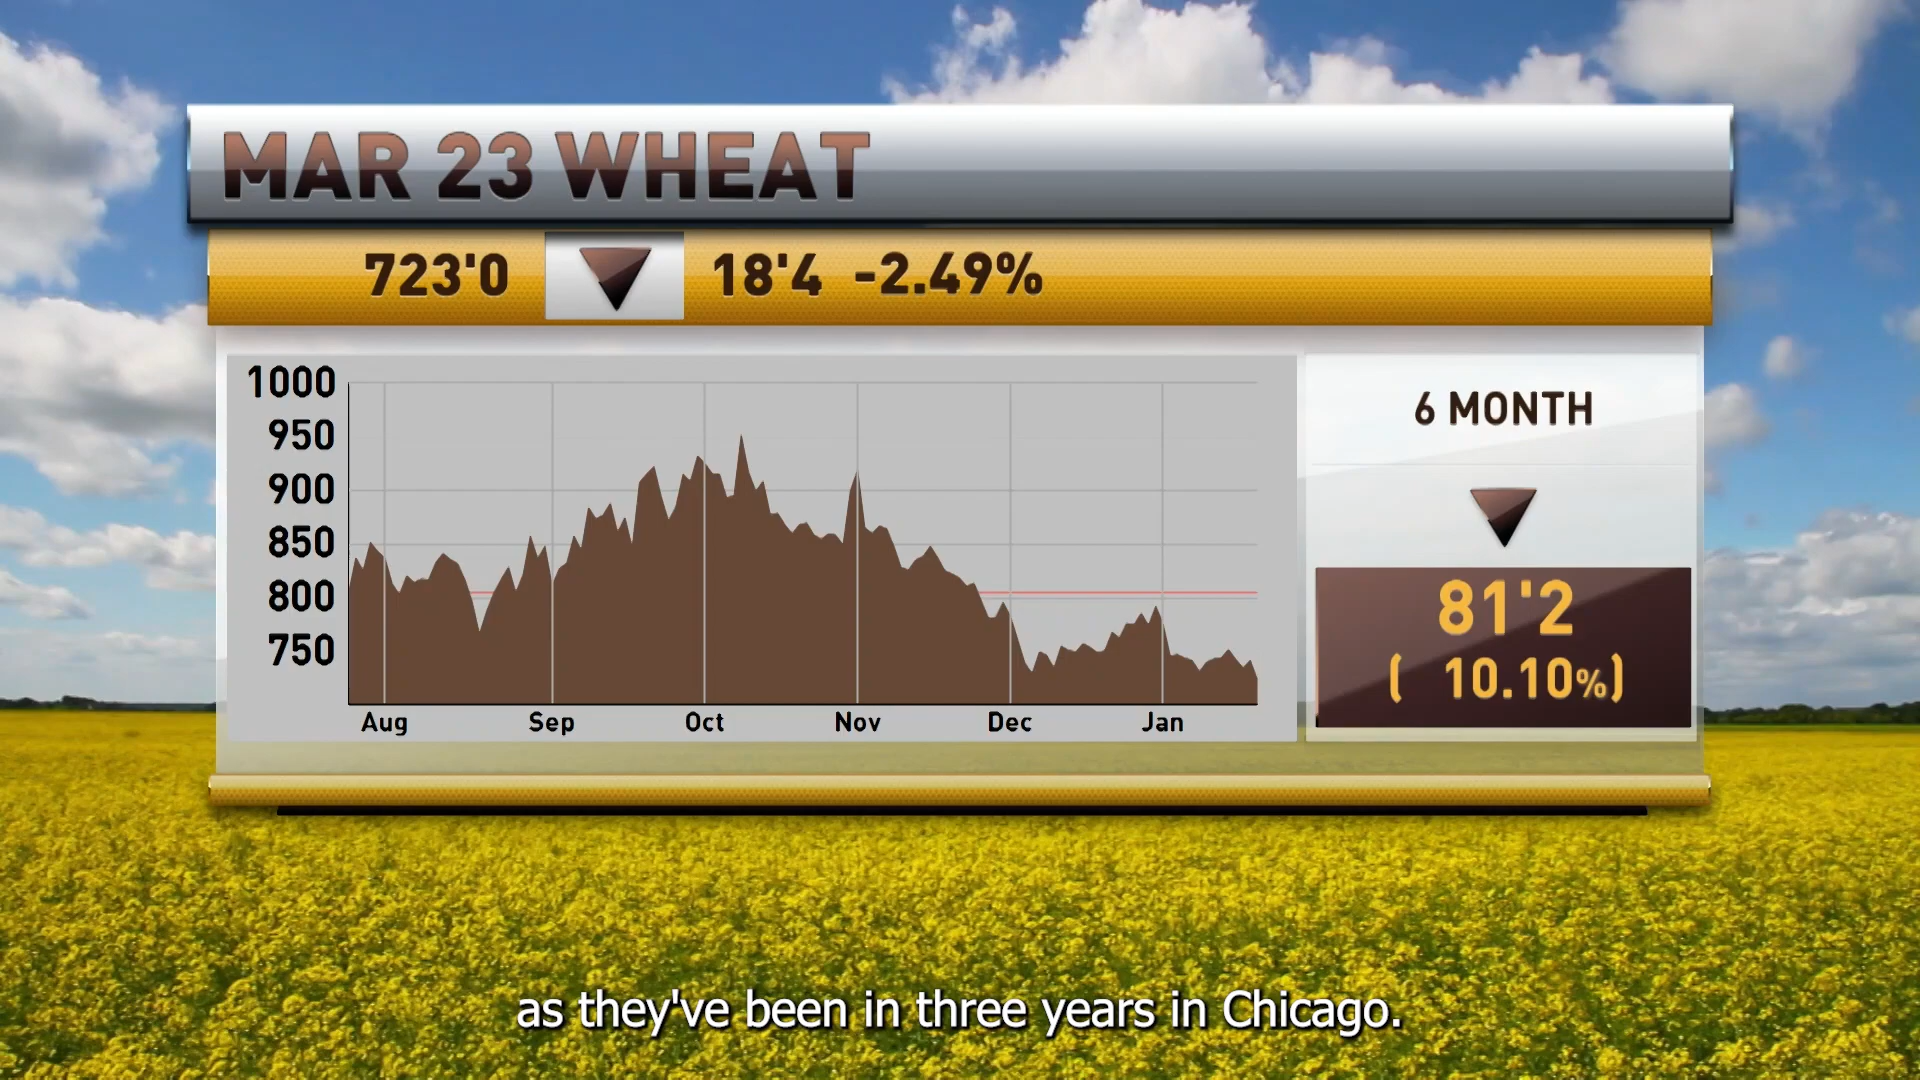 MAR 23 WHEAT
723'0 18'4 -2.49%
1000
950
900
850
800
750
Aug Sep Oct Nov Dec Jan
6 MONTH
81'2
( 10.10%)
as they've been in three years in Chicago.